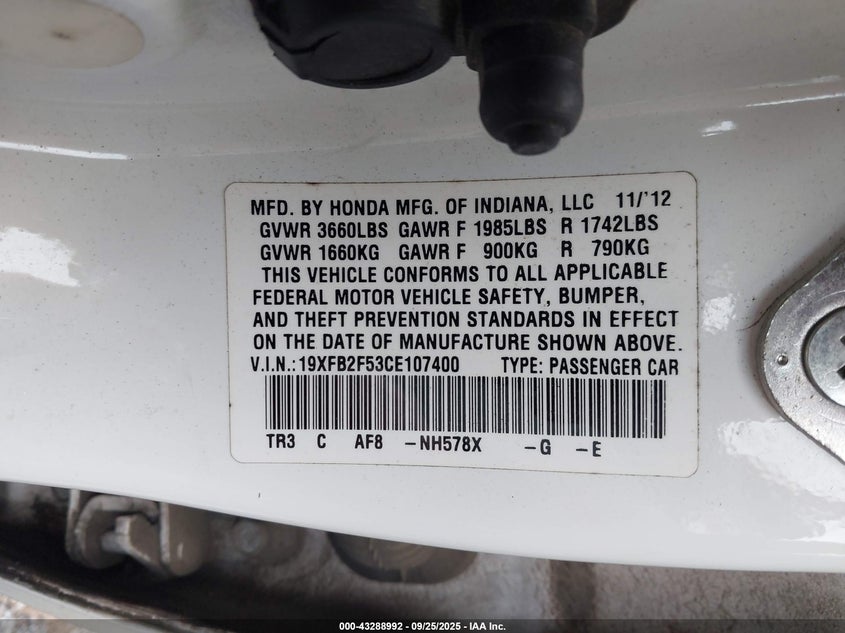 MFD. BY HONDA MFG. OF INDIANA, LLC 11/'12
GVWR 3660LBS GAWR F 1985LBS R 1742LBS
GVWR 1660KG GAWR F 900KG R 790KG
THIS VEHICLE CONFORMS TO ALL APPLICABLE
FEDERAL MOTOR VEHICLE SAFETY, BUMPER,
AND THEFT PREVENTION STANDARDS IN EFFECT
ON THE DATE OF MANUFACTURE SHOWN ABOVE.
V.I.N.: 19XFB2F53CE107400 TYPE: PASSENGER CAR
TR3 C AF8 -NH578X -G -E
000-43288992 - 09/25/2025 - IAA Inc.